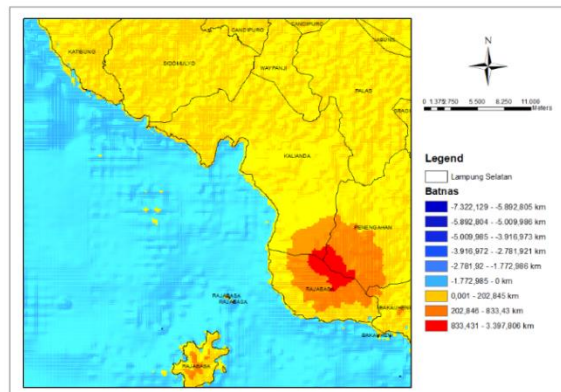 CANDIPURO
CANDIPURO
KATIBUNG
SIDOMULYO
WAYPANJI
PALAS
KALIANDA
PENENGAHAN
RAJABASA
RAJABASA
RAJABASA
RAJABASA
N
0 1.375 2.750 5.500 8.250 11.000
Meters
Legend
Lampung Selatan
Batnas
-7.322,129 - -5.892,805 km
-5.892,804 - -5.009,986 km
-5.009,985 - -3.916,973 km
-3.916,972 - -2.781,921 km
-2.781,92 - -1.772,986 km
-1.772,985 - 0 km
0,001 - 202,845 km
202,846 - 833,43 km
833,431 - 3.397,806 km